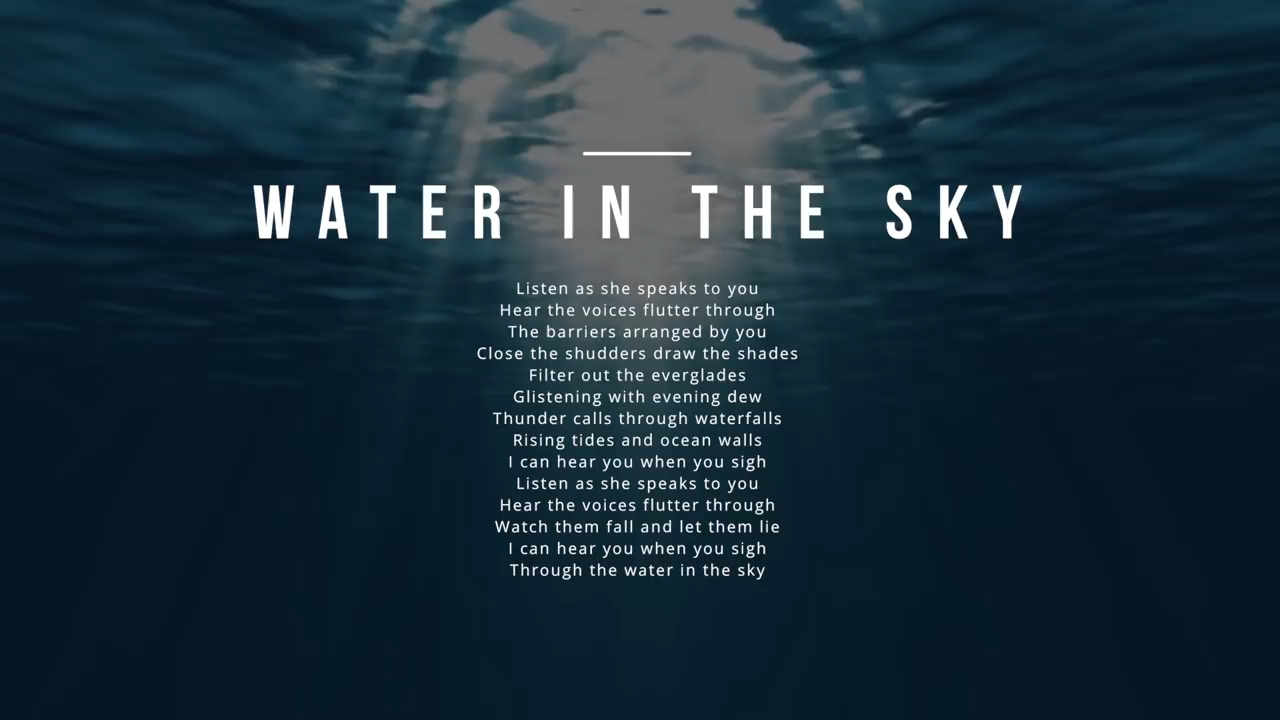 WATER IN THE SKY
Listen as she speaks to you
Hear the voices flutter through
The barriers arranged by you
Close the shudders draw the shades
Filter out the everglades
Glistening with evening dew
Thunder calls through waterfalls
Rising tides and ocean walls
I can hear you when you sigh
Listen as she speaks to you
Hear the voices flutter through
Watch them fall and let them lie
I can hear you when you sigh
Through the water in the sky